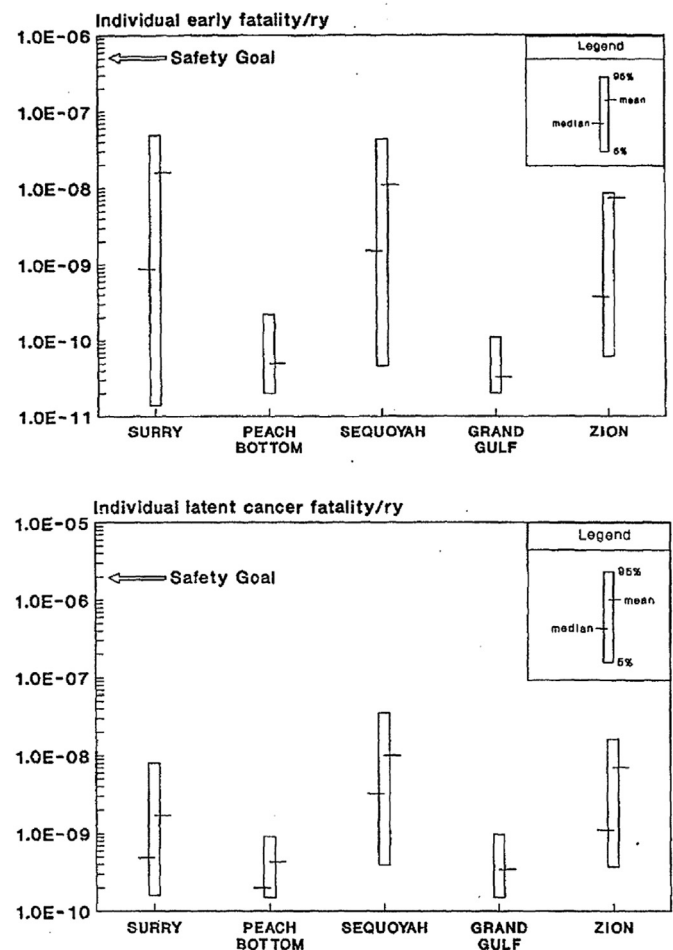 Individual early fatality/ry
1.0E-06
Safety Goal
Legend
95%
mean
median
5%
1.0E-07
1.0E-08
1.0E-09
1.0E-10
1.0E-11
SURRY
PEACH
BOTTOM
SEQUOYAH
GRAND
GULF
ZION
Individual latent cancer fatality/ry
1.0E-05
Safety Goal
Legend
95%
mean
median
5%
1.0E-06
1.0E-07
1.0E-08
1.0E-09
1.0E-10
SURRY
PEACH
BOTTOM
SEQUOYAH
GRAND
GULF
ZION